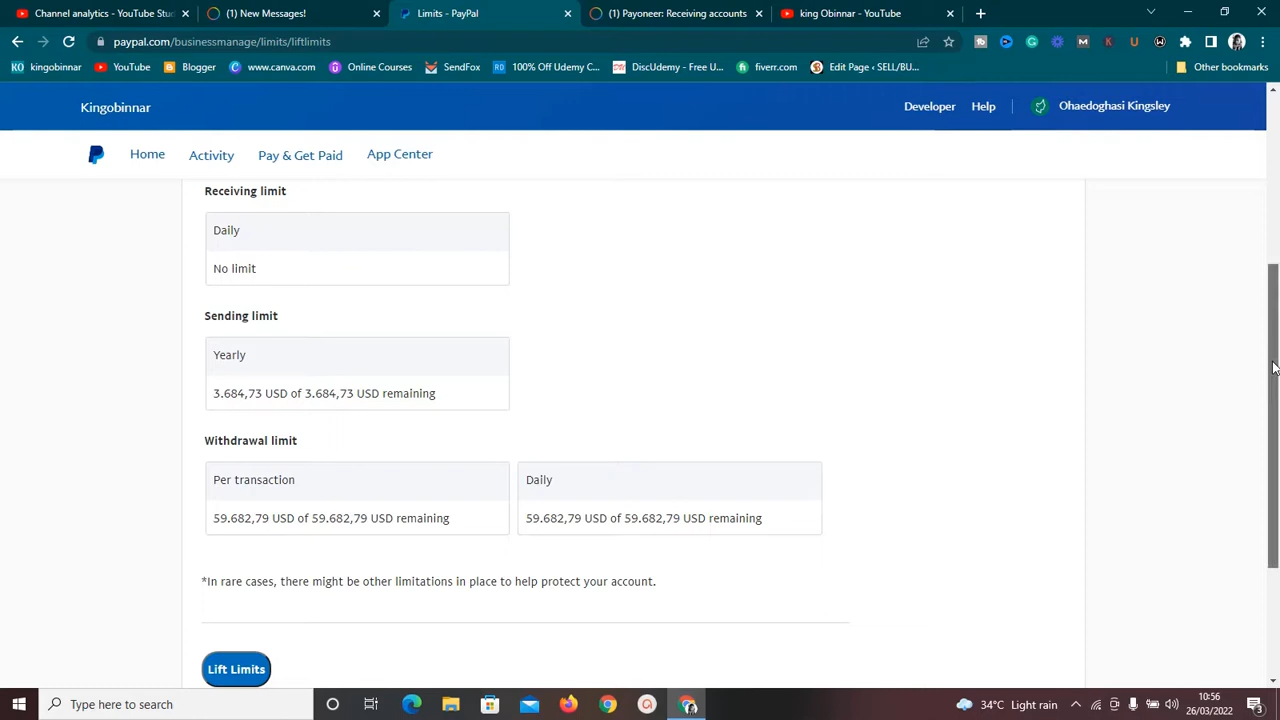 Channel analytics - YouTube Stud
(1) New Messages!
Limits - PayPal
(1) Payoneer: Receiving accounts
king Obinnar - YouTube
paypal.com/businessmanage/limits/liftlimits
kingobinnar
YouTube
Blogger
www.canva.com
Online Courses
SendFox
100% Off Udemy C...
DiscUdemy - Free U...
fiverr.com
Edit Page ‹ SELL/BU...
Other bookmarks
Kingobinnar
Developer
Help
Ohaedoghasi Kingsley
Home
Activity
Pay & Get Paid
App Center
Receiving limit
Daily
No limit
Sending limit
Yearly
3.684,73 USD of 3.684,73 USD remaining
Withdrawal limit
Per transaction
Daily
59.682,79 USD of 59.682,79 USD remaining
59.682,79 USD of 59.682,79 USD remaining
*In rare cases, there might be other limitations in place to help protect your account.
Lift Limits
Type here to search
34°C Light rain
10:56
26/03/2022